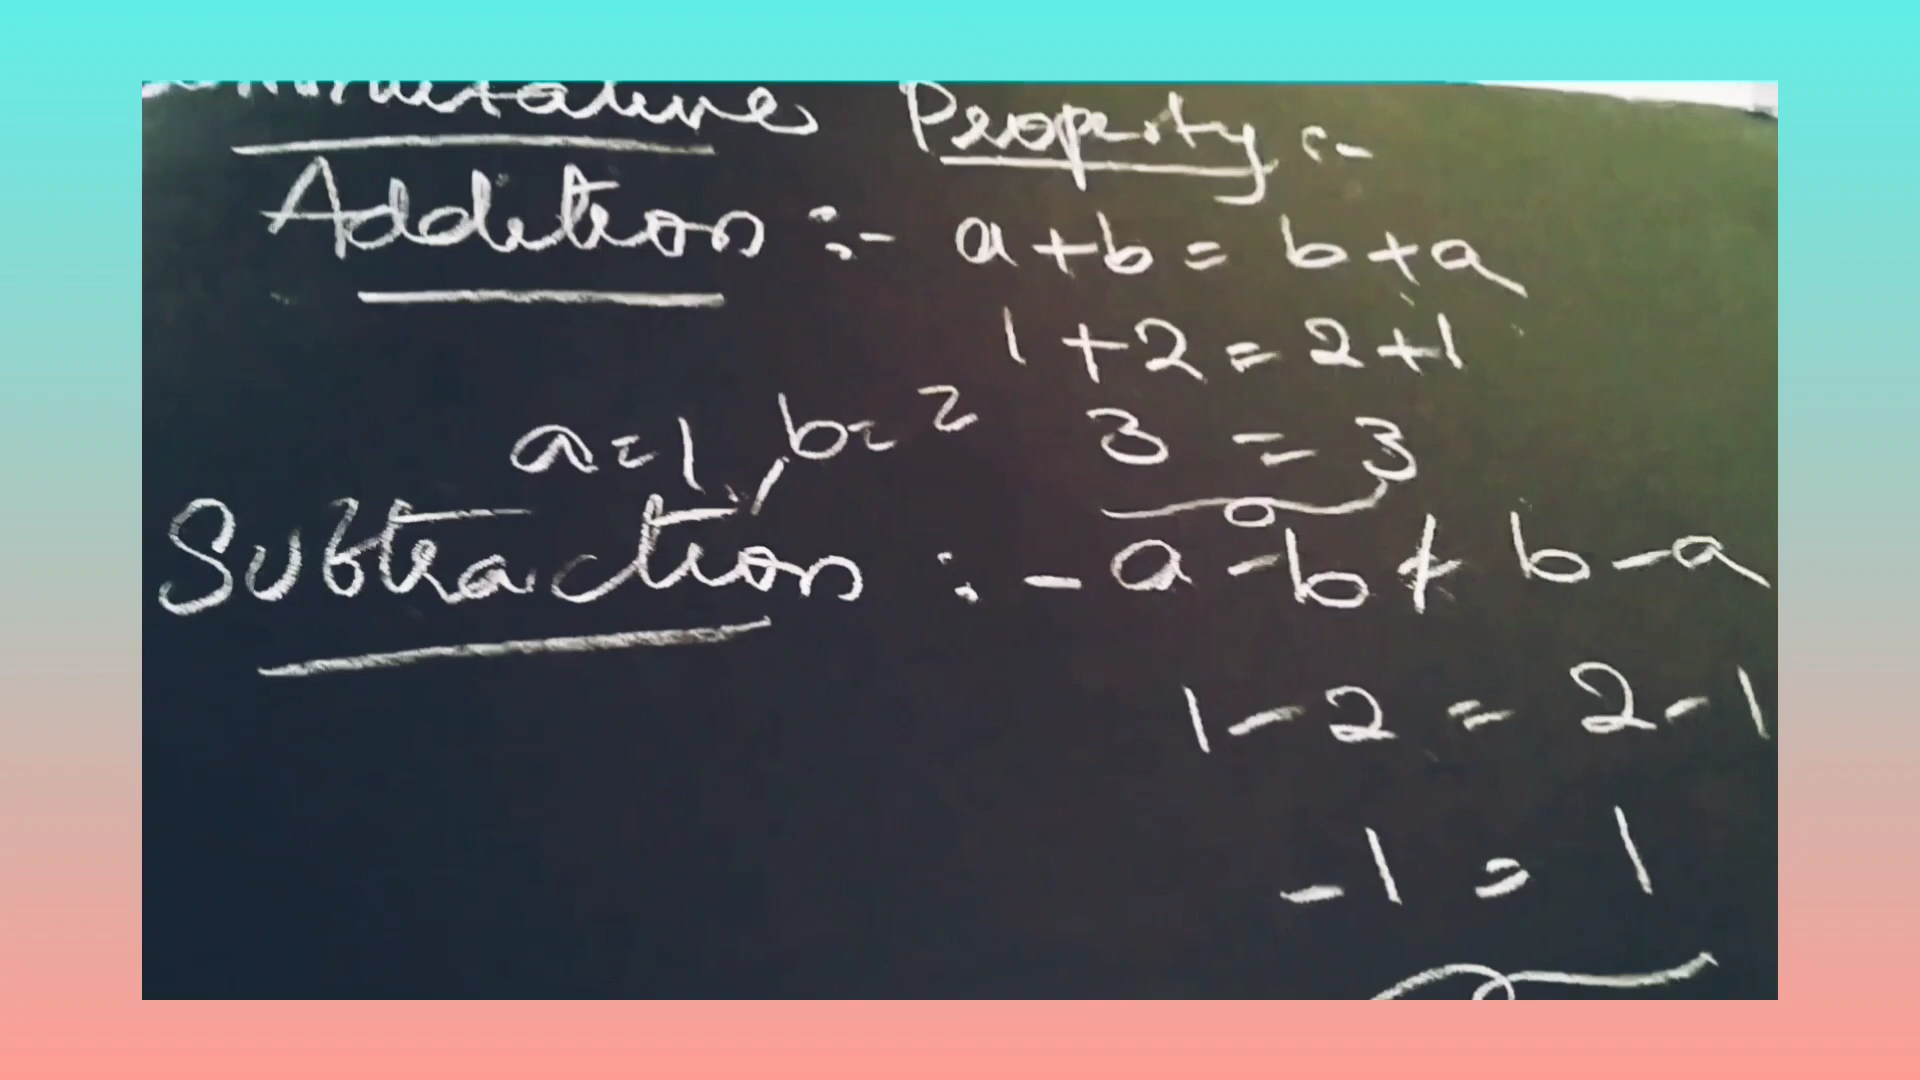 Property :-
Addition :- a+b = b+a
1+2 = 2+1
a=1, b=2 3 = 3
Subtraction :- a-b ≠ b-a
1-2 = 2-1
-1 = 1